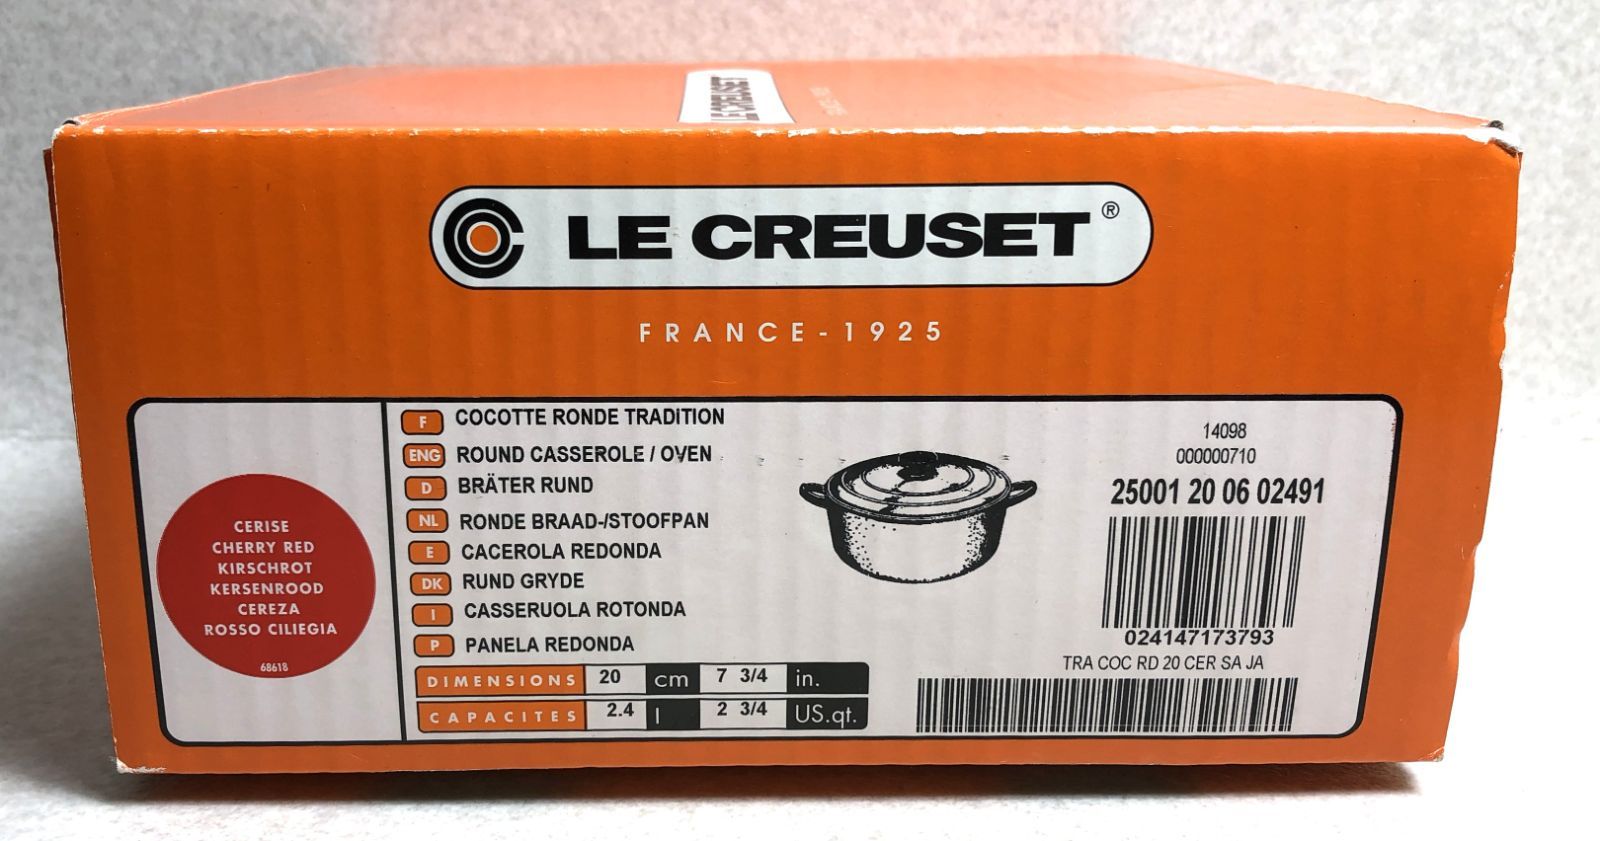 LE CREUSET
LE CREUSET®
FRANCE-1925
CERISE
CHERRY RED
KIRSCHROT
KERSENROOD
CEREZA
ROSSO CILIEGIA
68618
F COCOTTE RONDE TRADITION
ENG ROUND CASSEROLE / OVEN
D BRÄTER RUND
NL RONDE BRAAD-/STOOFPAN
E CACEROLA REDONDA
DK RUND GRYDE
I CASSERUOLA ROTONDA
P PANELA REDONDA
DIMENSIONS 20 cm 7 3/4 in.
CAPACITES 2.4 l 2 3/4 US.qt.
14098
000000710
25001 20 06 02491
024147173793
TRA COC RD 20 CER SA JA